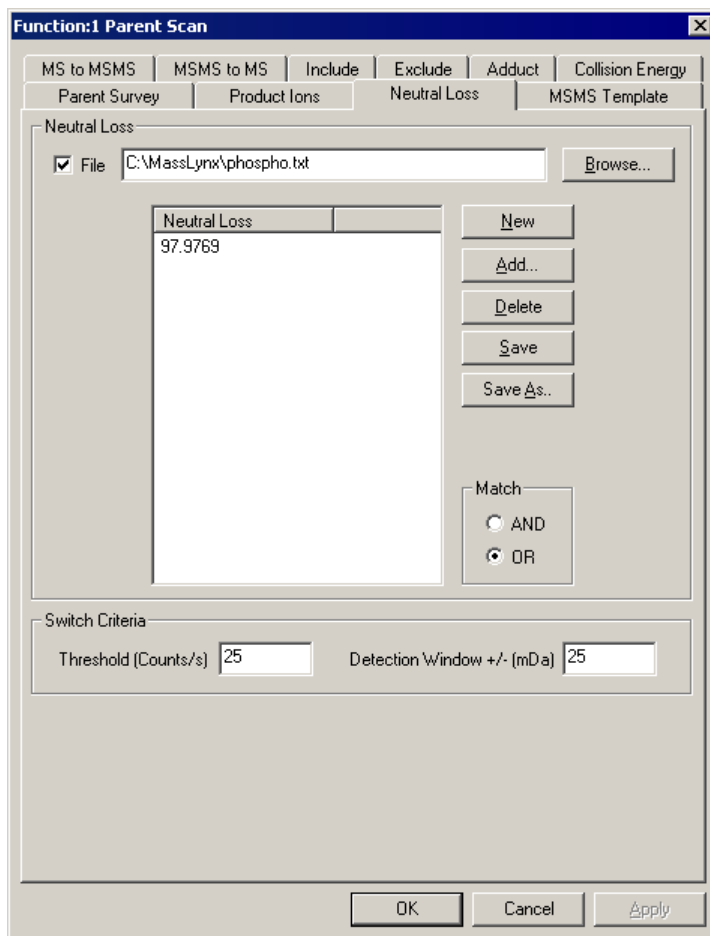 Function:1 Parent Scan
MS to MSMS MSMS to MS Include Exclude Adduct Collision Energy
Parent Survey Product Ions Neutral Loss MSMS Template
Neutral Loss
File C:\MassLynx\phospho.txt Browse...
Neutral Loss New
97.9769
Add...
Delete
Save
Save As..
Match
AND
OR
Switch Criteria
Threshold (Counts/s) 25 Detection Window +/- (mDa) 25
OK Cancel Apply